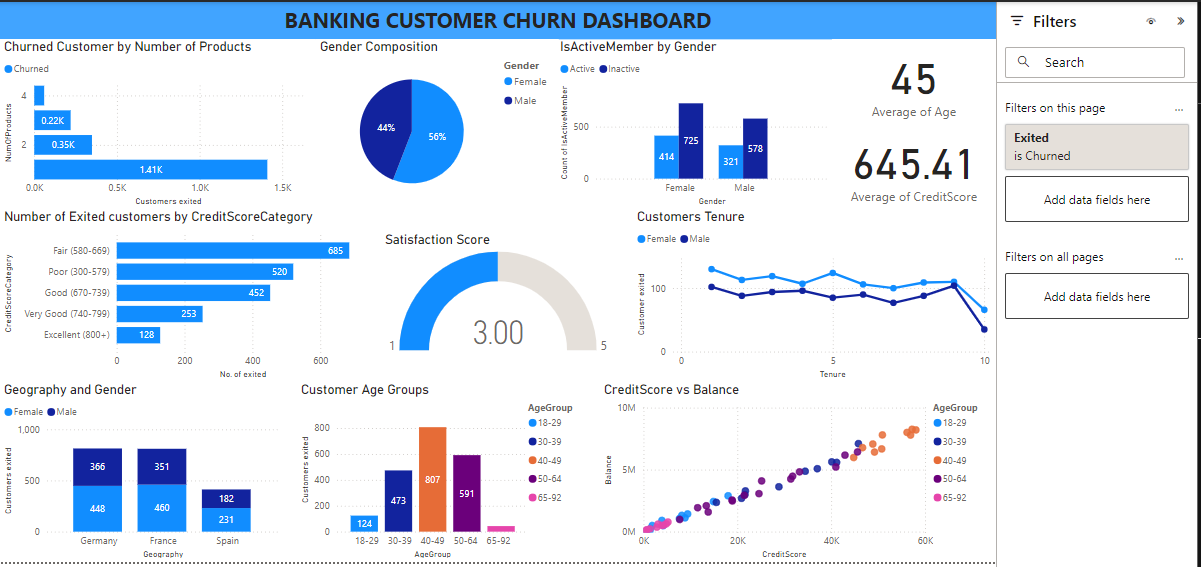 BANKING CUSTOMER CHURN DASHBOARD
Churned Customer by Number of Products
Churned
NumOfProducts
4
2
0.22K
0.35K
1.41K
0.0K 0.5K 1.0K 1.5K
Customers exited
Gender Composition
Gender
Female
Male
44%
56%
IsActiveMember by Gender
Active Inactive
Count of IsActiveMember
500
0
414 725 321 578
Female Male
Gender
45
Average of Age
645.41
Average of CreditScore
Number of Exited customers by CreditScoreCategory
CreditScoreCategory
Fair (580-669) 685
Poor (300-579) 520
Good (670-739) 452
Very Good (740-799) 253
Excellent (800+) 128
0 200 400 600
No. of exited
Satisfaction Score
3.00
1 5
Customers Tenure
Female Male
Customer exited
100
0
0 5 10
Tenure
Geography and Gender
Female Male
Customers exited
1,000
500
0
366 351 182
448 460 231
Germany France Spain
Geography
Customer Age Groups
Customers exited
800
600
400
200
0
124 473 807 591
18-29 30-39 40-49 50-64 65-92
AgeGroup
AgeGroup
18-29
30-39
40-49
50-64
65-92
CreditScore vs Balance
Balance
10M
5M
0M
0K 20K 40K 60K
CreditScore
AgeGroup
18-29
30-39
40-49
50-64
65-92
Filters
Search
Filters on this page ...
Exited
is Churned
Add data fields here
Filters on all pages ...
Add data fields here